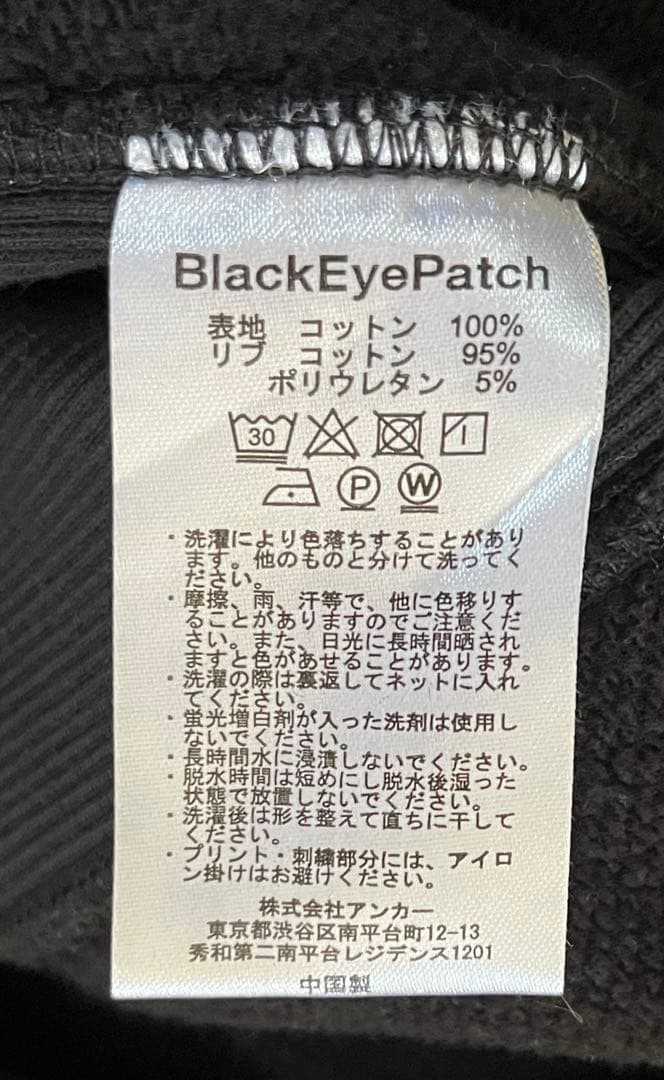 BlackEyePatch
表地 コットン 100%
リブ コットン 95%
ポリウレタン 5%
30
P W
・洗濯により色落ちすることがあり
ます。他のものと分けて洗ってく
ださい。
・摩擦、雨、汗等で、他に色移りす
ることがありますのでご注意くだ
さい。また、日光に長時間晒され
ますと色があせることがあります。
・洗濯の際は裏返してネットに入れ
てください。
・蛍光増白剤が入った洗剤は使用し
ないでください。
・長時間水に浸漬しないでください。
・脱水時間は短めにし脱水後湿った
状態で放置しないでください。
・洗濯後は形を整えて直ちに干して
ください。
・プリント・刺繍部分には、アイロ
ン掛けはお避けください。
株式会社アンカー
東京都渋谷区南平台町12-13
秀和第二南平台レジデンス1201
中国製